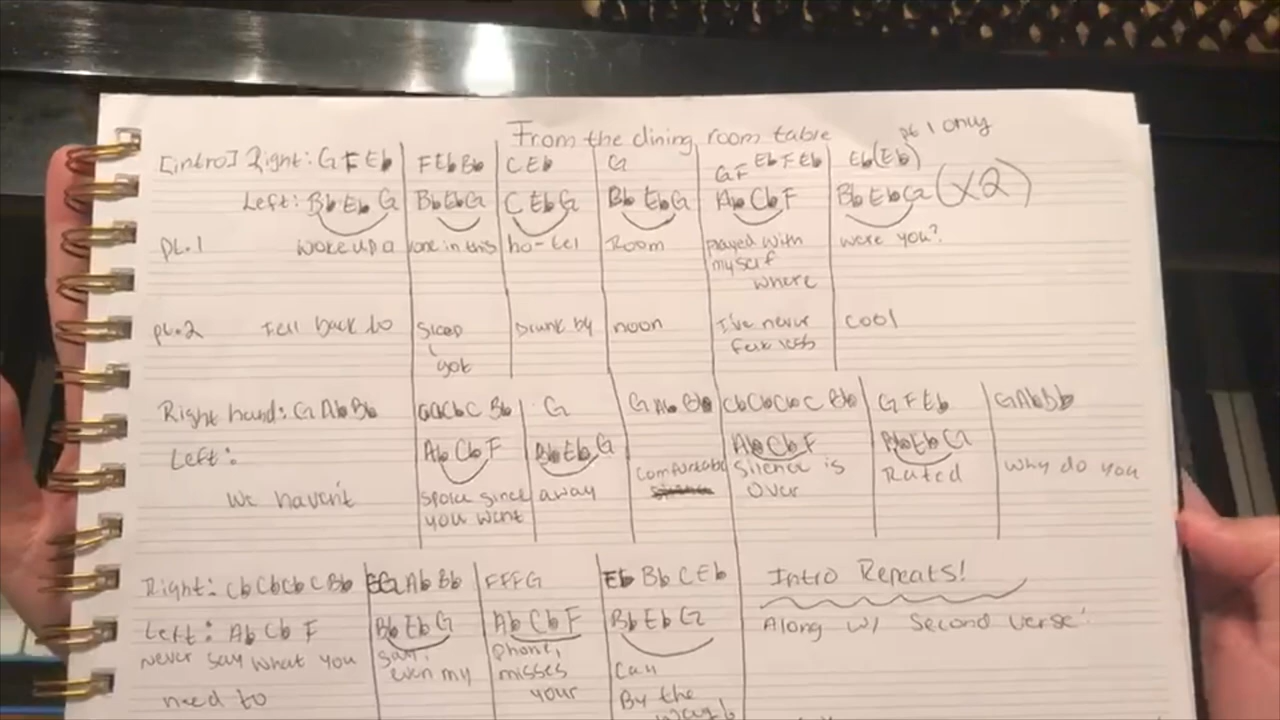 From the dining room table
pt 1 only
[intro] Right: G F Eb | F Eb Bb | C Eb | G | G F Eb F Eb | Eb (Eb)
Left: Bb Eb G | Bb Eb G | C Eb G | Bb Eb G | Ab Cb F | Bb Eb G (X2)
pt.1 woke up a | lone in this | ho-tel | Room | played with | were you?
myself
where
pt.2 Fell back to | Sleep | Drunk by | noon | I've never | cool
got | felt less
Right hand: G Ab Bb | C Bb | G | G Ab Bb | Cb Cb Cb C Bb | G F Eb | G Ab Bb
Left: | Ab Cb F | Bb Eb G | Ab Cb F | Bb Eb G
We haven't | spoke since | away | comfortable | Silence is | Rated | Why do you
you went | over
Right: Cb Cb Cb C Bb | G Ab Bb | F F F G | Eb Bb C Eb | Intro Repeats!
Left: Ab Cb F | Bb Eb G | Ab Cb F | Bb Eb G | Along w/ Second verse
Never say what you | say, | phone, | Call
even my | misses
need to | your | By the